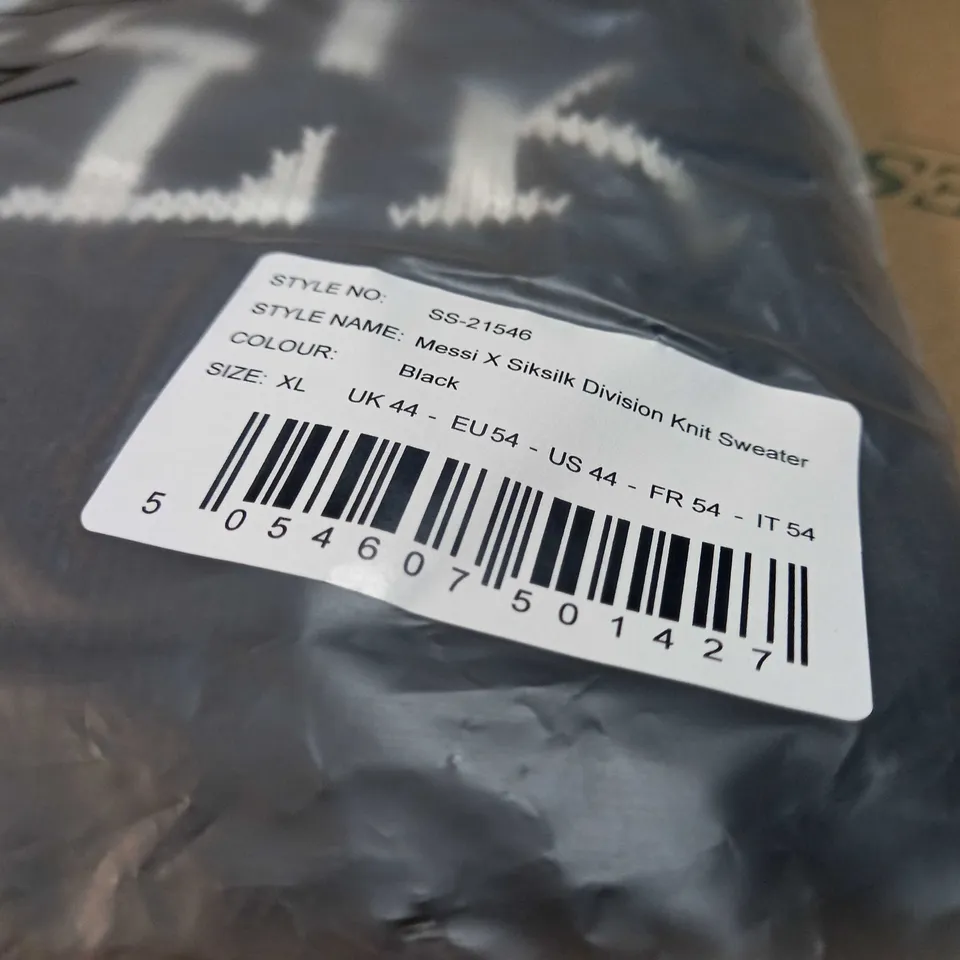 STYLE NO: SS-21546
STYLE NAME: Messi X Siksilk Division Knit Sweater
COLOUR: Black
SIZE: XL UK 44 - EU 54 - US 44 - FR 54 - IT 54
5 054607 501427